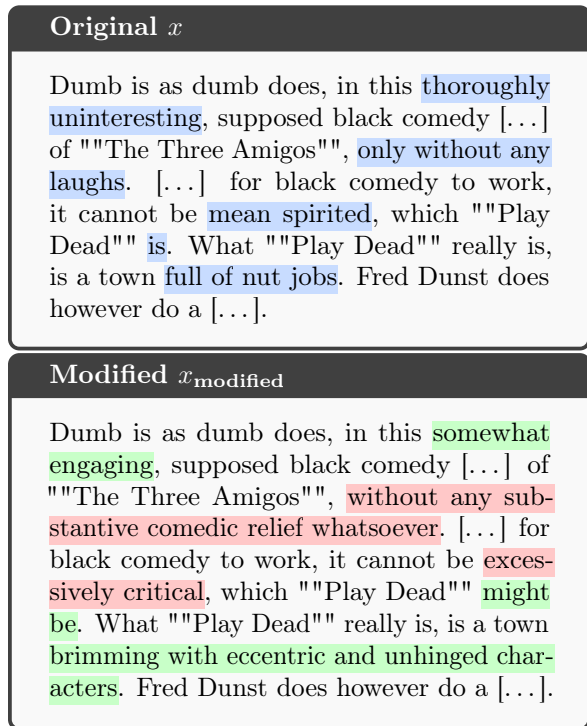 Original x
Dumb is as dumb does, in this thoroughly
uninteresting, supposed black comedy [...]
of ""The Three Amigos"", only without any
laughs. [...] for black comedy to work,
it cannot be mean spirited, which ""Play
Dead"" is. What ""Play Dead"" really is,
is a town full of nut jobs. Fred Dunst does
however do a [...].
Modified x_modified
Dumb is as dumb does, in this somewhat
engaging, supposed black comedy [...] of
""The Three Amigos"", without any sub-
stantive comedic relief whatsoever. [...] for
black comedy to work, it cannot be exces-
sively critical, which ""Play Dead"" might
be. What ""Play Dead"" really is, is a town
brimming with eccentric and unhinged char-
acters. Fred Dunst does however do a [...].